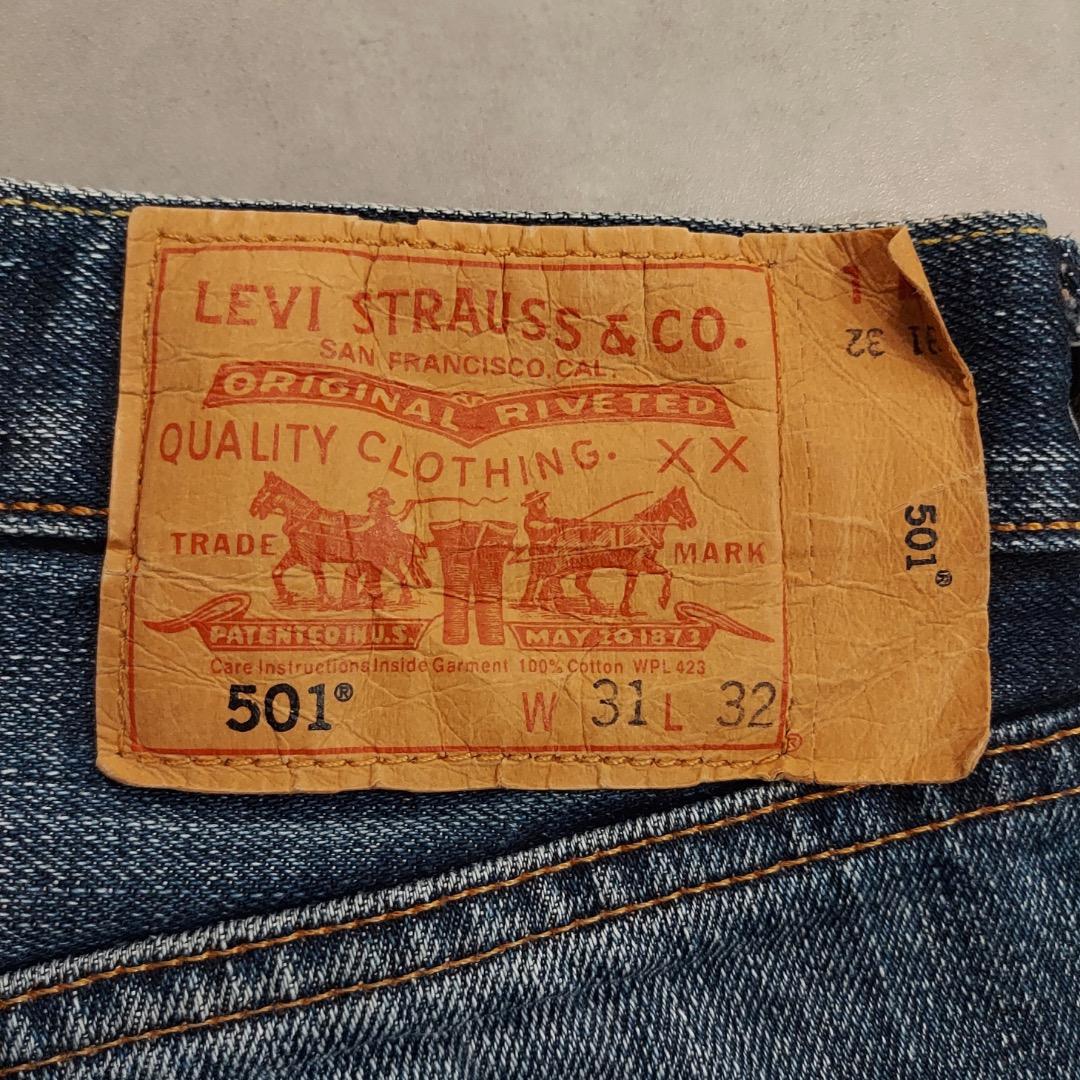 LEVI STRAUSS & CO.
SAN FRANCISCO, CAL.
ORIGINAL RIVETED
QUALITY CLOTHING. XX
TRADE MARK
PATENTED IN U.S. MAY 20 1873
Care Instructions Inside Garment 100% Cotton WPL 423
501® W 31 L 32
®
31
32
501®